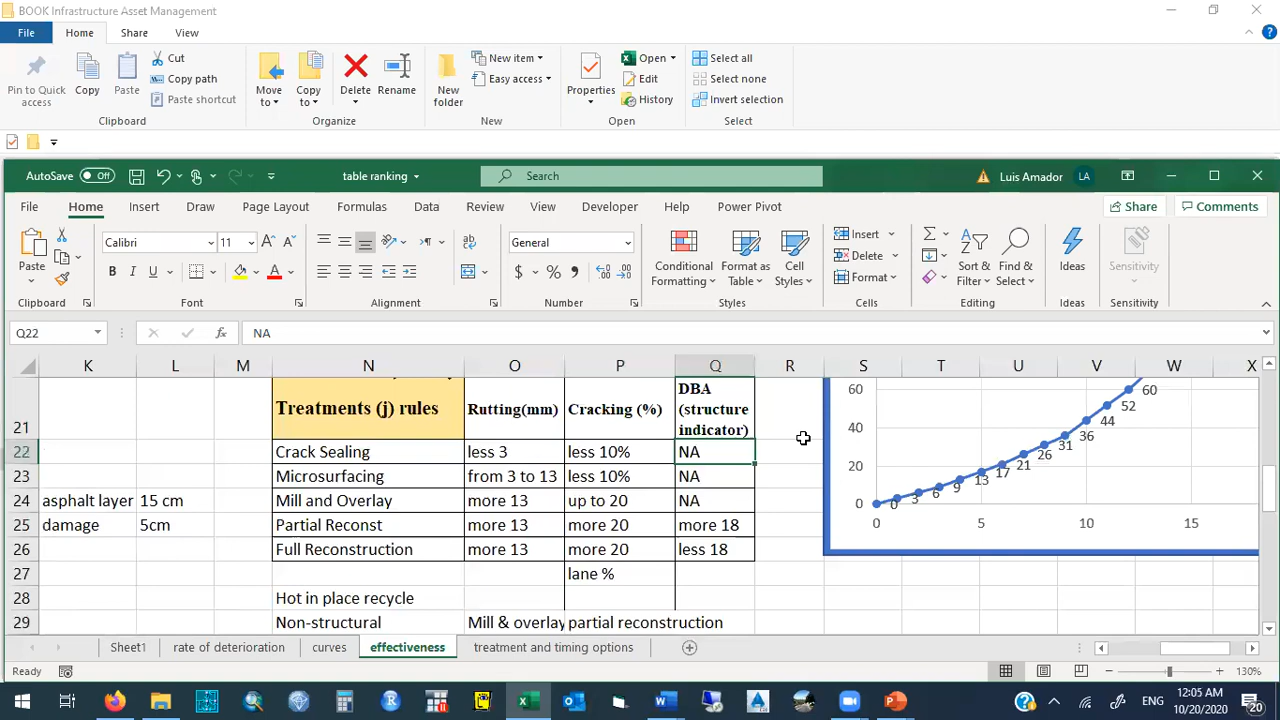 BOOK Infrastructure Asset Management
File Home Share View
Pin to Quick access
Copy
Paste
Cut
Copy path
Paste shortcut
Clipboard
Move to
Copy to
Delete
Rename
Organize
New folder
New item
Easy access
New
Properties
Open
Edit
History
Open
Select all
Select none
Invert selection
Select
AutoSave Off table ranking Search Luis Amador LA
File Home Insert Draw Page Layout Formulas Data Review View Developer Help Power Pivot Share Comments
Paste
Clipboard
Calibri 11
B I U
Font
Alignment
General
$ % ,
Number
Conditional Formatting
Format as Table
Cell Styles
Styles
Insert
Delete
Format
Cells
Sort & Filter
Find & Select
Editing
Ideas
Ideas
Sensitivity
Sensitivity
Q22 fx NA
K L M N O P Q R S T U V W X
21 Treatments (j) rules Rutting(mm) Cracking (%) DBA (structure indicator)
22 Crack Sealing less 3 less 10% NA
23 Microsurfacing from 3 to 13 less 10% NA
24 asphalt layer 15 cm Mill and Overlay more 13 up to 20 NA
25 damage 5cm Partial Reconst more 13 more 20 more 18
26 Full Reconstruction more 13 more 20 less 18
27 lane %
28 Hot in place recycle
29 Non-structural Mill & overlay partial reconstruction
60
40
20
0
0 5 10 15
0 3 6 9 13 17 21 26 31 36 44 52 60
Sheet1 rate of deterioration curves effectiveness treatment and timing options
Ready 130%
ENG 12:05 AM
10/20/2020 20